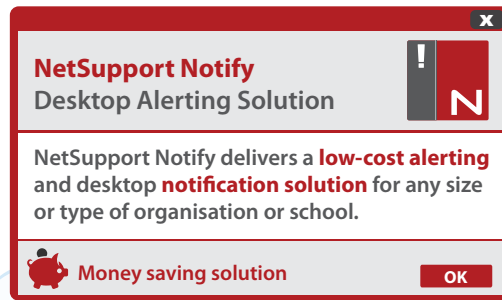 X
NetSupport Notify
Desktop Alerting Solution
! N
NetSupport Notify delivers a low-cost alerting
and desktop notification solution for any size
or type of organisation or school.
Money saving solution
OK